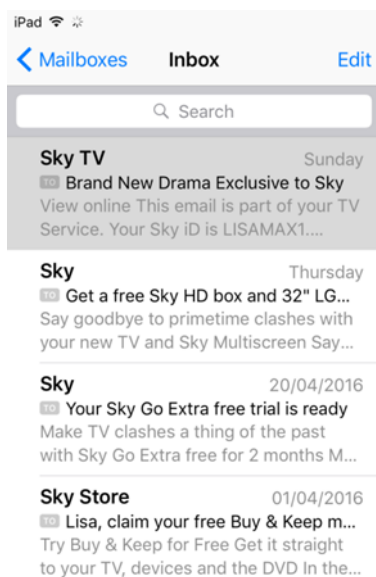 iPad
Mailboxes Inbox Edit
Search
Sky TV Sunday
TO Brand New Drama Exclusive to Sky
View online This email is part of your TV
Service. Your Sky iD is LISAMAX1....
Sky Thursday
TO Get a free Sky HD box and 32" LG...
Say goodbye to primetime clashes with
your new TV and Sky Multiscreen Say...
Sky 20/04/2016
TO Your Sky Go Extra free trial is ready
Make TV clashes a thing of the past
with Sky Go Extra free for 2 months M...
Sky Store 01/04/2016
TO Lisa, claim your free Buy & Keep m...
Try Buy & Keep for Free Get it straight
to your TV, devices and the DVD In the...